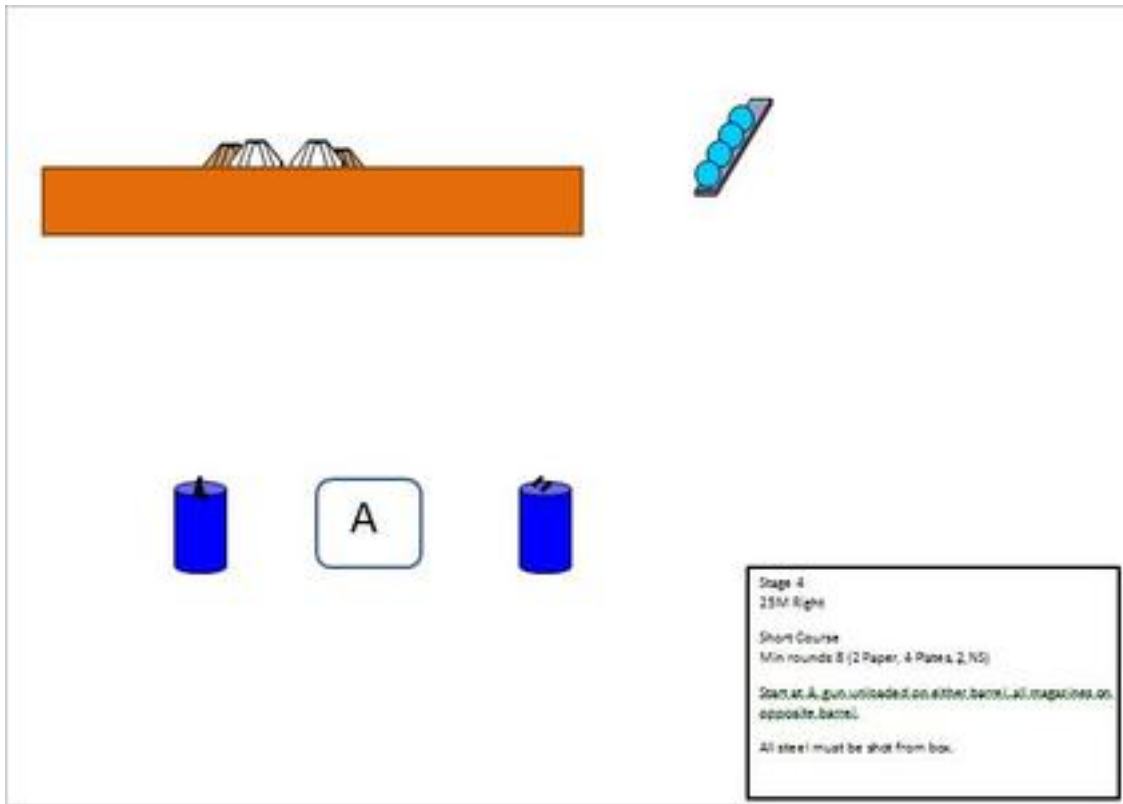 A
Stage 4
25M Right
Short Course
Min rounds 8 (2 Paper, 4 Plates, 2 NS)
Start at A, gun unloaded on either barrel, all magazines on
opposite barrel.
All steel must be shot from box.